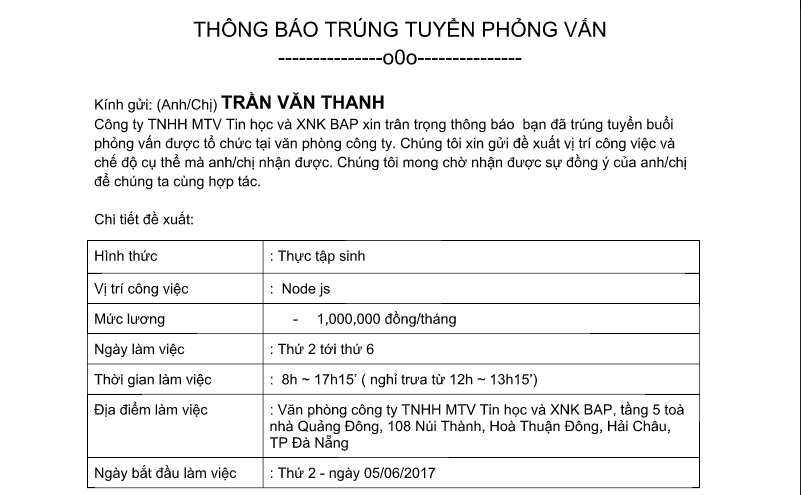 THÔNG BÁO TRÚNG TUYỂN PHỎNG VẤN
---------------o0o---------------
Kính gửi: (Anh/Chị) TRẦN VĂN THANH
Công ty TNHH MTV Tin học và XNK BAP xin trân trọng thông báo  bạn đã trúng tuyển buổi
phỏng vấn được tổ chức tại văn phòng công ty. Chúng tôi xin gửi đề xuất vị trí công việc và
chế độ cụ thể mà anh/chị nhận được. Chúng tôi mong chờ nhận được sự đồng ý của anh/chị
để chúng ta cùng hợp tác.
Chi tiết đề xuất:
Hình thức : Thực tập sinh
Vị trí công việc :  Node js
Mức lương - 1,000,000 đồng/tháng
Ngày làm việc : Thứ 2 tới thứ 6
Thời gian làm việc :  8h ~ 17h15’ ( nghỉ trưa từ 12h ~ 13h15’)
Địa điểm làm việc : Văn phòng công ty TNHH MTV Tin học và XNK BAP, tầng 5 toà
nhà Quảng Đông, 108 Núi Thành, Hoà Thuận Đông, Hải Châu,
TP Đà Nẵng
Ngày bắt đầu làm việc : Thứ 2 - ngày 05/06/2017